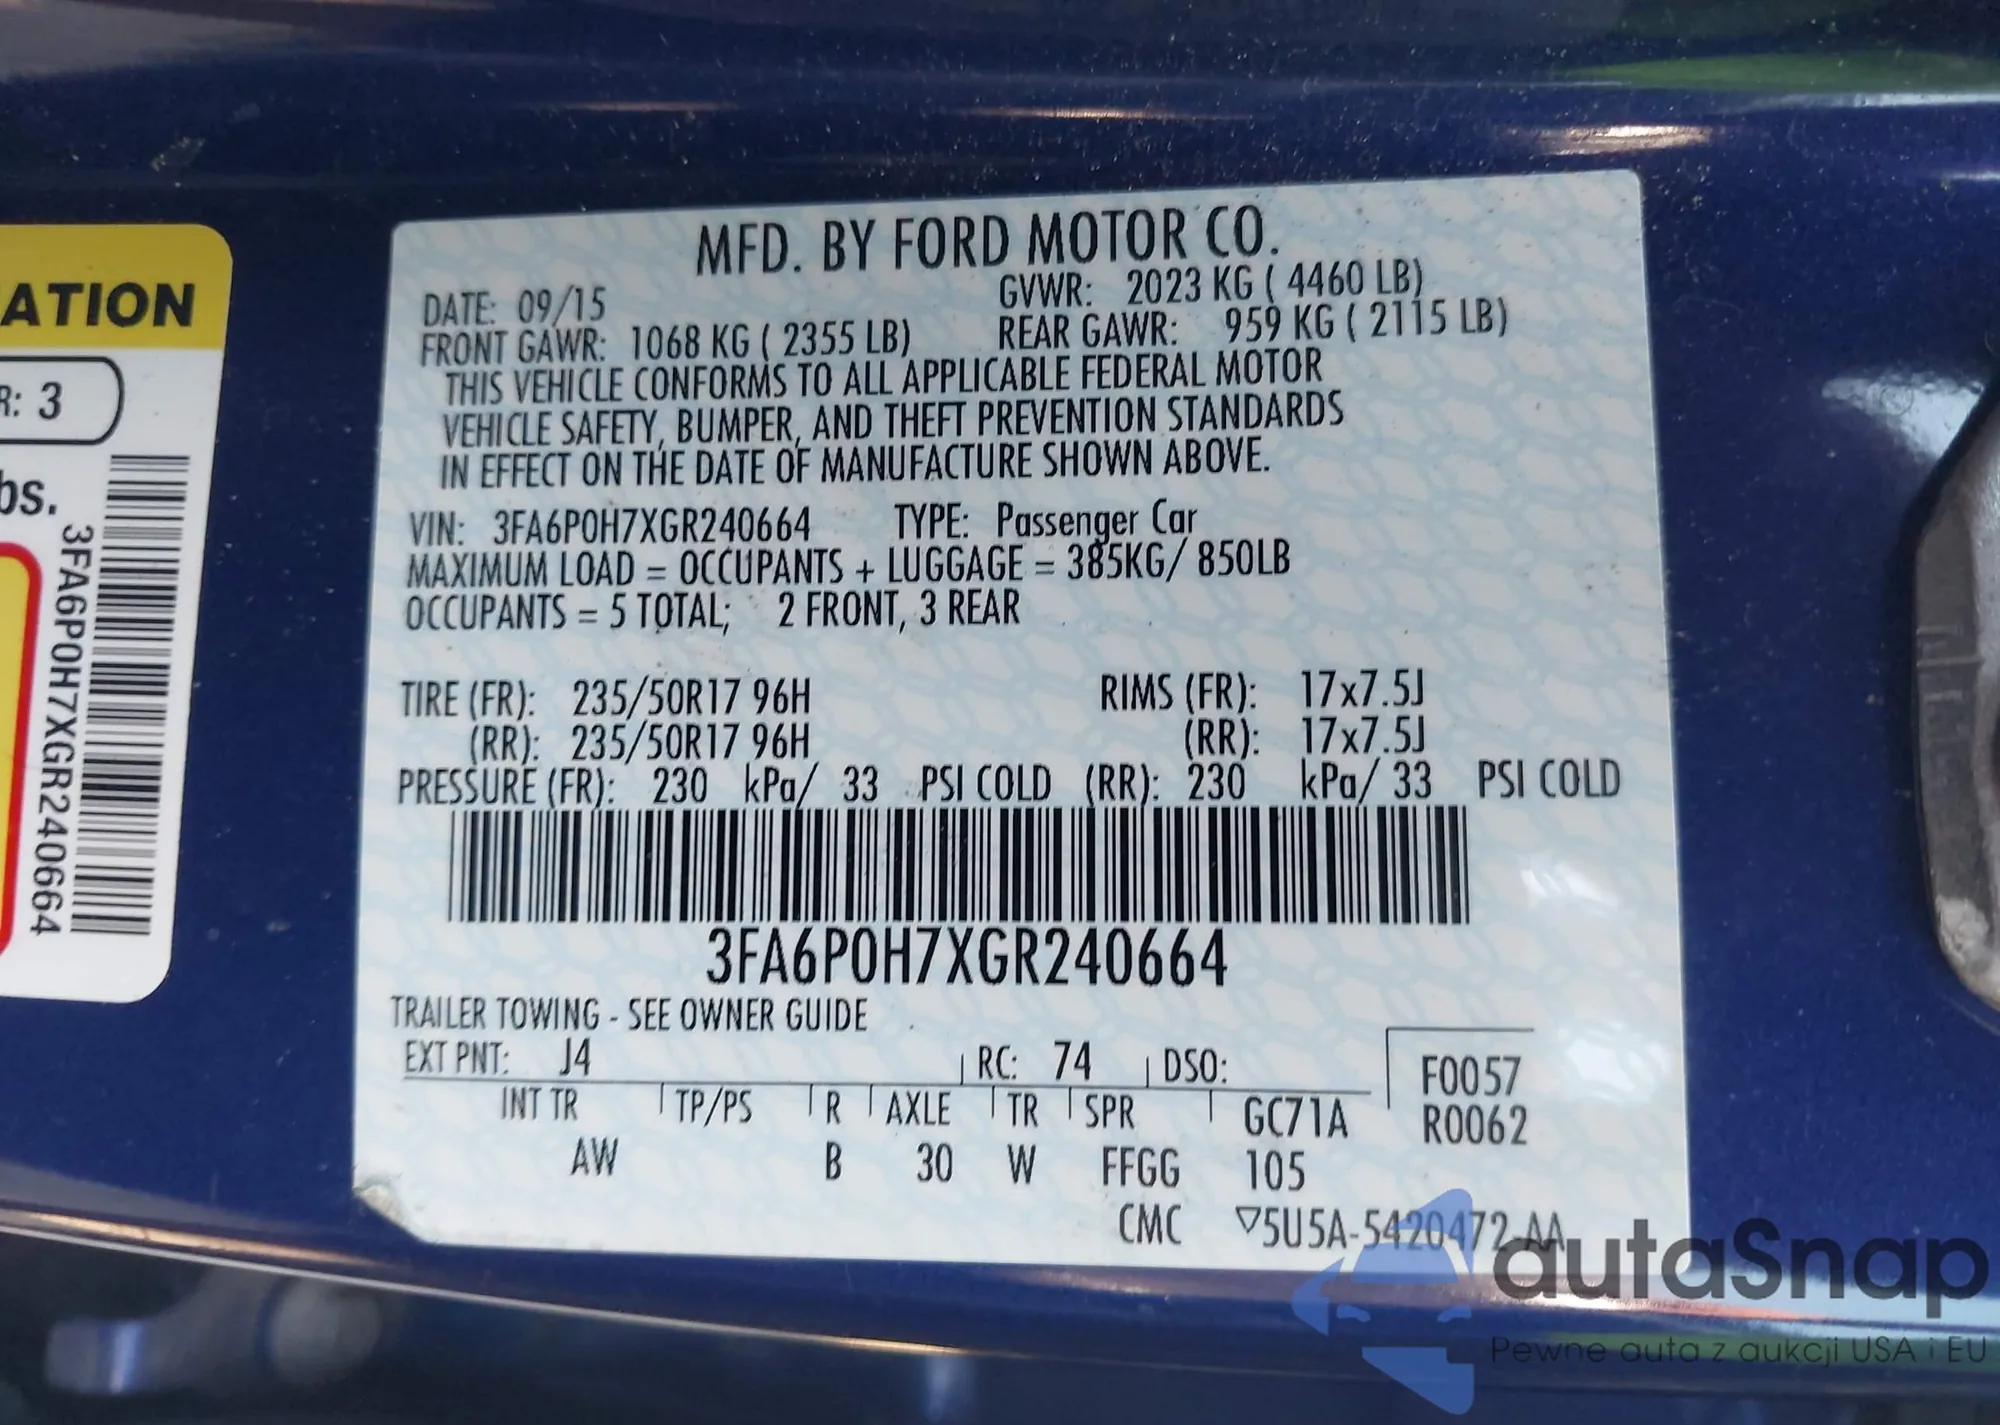 ATION
R: 3
bs.
3FA6P0H7XGR240664
MFD. BY FORD MOTOR CO.
DATE: 09/15 GVWR: 2023 KG ( 4460 LB)
FRONT GAWR: 1068 KG ( 2355 LB) REAR GAWR: 959 KG ( 2115 LB)
THIS VEHICLE CONFORMS TO ALL APPLICABLE FEDERAL MOTOR
VEHICLE SAFETY, BUMPER, AND THEFT PREVENTION STANDARDS
IN EFFECT ON THE DATE OF MANUFACTURE SHOWN ABOVE.
VIN: 3FA6P0H7XGR240664 TYPE: Passenger Car
MAXIMUM LOAD = OCCUPANTS + LUGGAGE = 385KG/ 850LB
OCCUPANTS = 5 TOTAL; 2 FRONT, 3 REAR
TIRE (FR): 235/50R17 96H RIMS (FR): 17x7.5J
(RR): 235/50R17 96H (RR): 17x7.5J
PRESSURE (FR): 230 kPa/ 33 PSI COLD (RR): 230 kPa/ 33 PSI COLD
3FA6P0H7XGR240664
TRAILER TOWING - SEE OWNER GUIDE
EXT PNT: J4 RC: 74 DSO: F0057
INT TR TP/PS R AXLE TR SPR GC71A R0062
AW B 30 W FFGG 105
CMC ▽5U5A-5420472-AA
autaSnap
Pewne auta z aukcji USA i EU